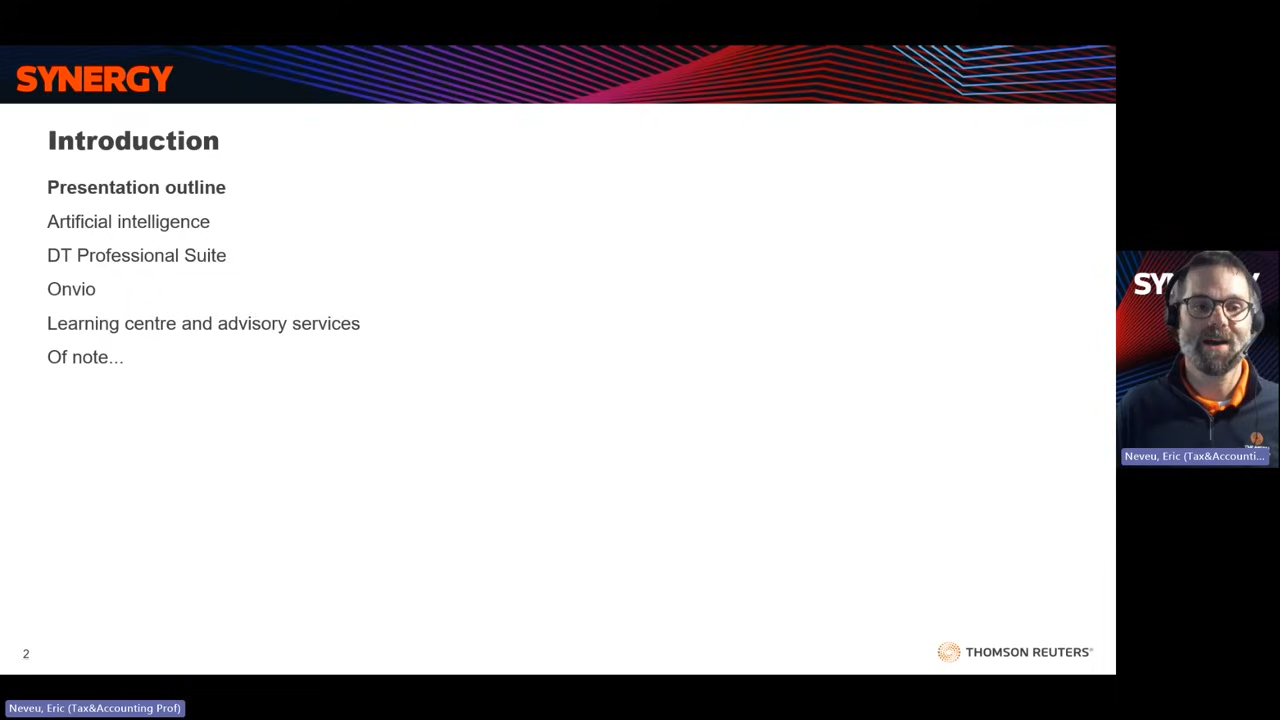 SYNERGY
Introduction
Presentation outline
Artificial intelligence
DT Professional Suite
Onvio
Learning centre and advisory services
Of note...
2
THOMSON REUTERS®
SY
Y
Neveu, Eric (Tax&Accounti...
Neveu, Eric (Tax&Accounting Prof)